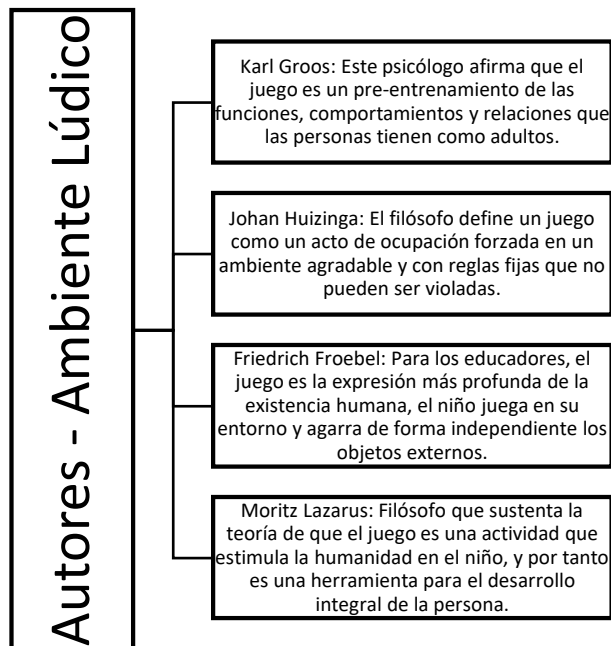 Autores - Ambiente Lúdico
Karl Groos: Este psicólogo afirma que el
juego es un pre-entrenamiento de las
funciones, comportamientos y relaciones que
las personas tienen como adultos.
Johan Huizinga: El filósofo define un juego
como un acto de ocupación forzada en un
ambiente agradable y con reglas fijas que no
pueden ser violadas.
Friedrich Froebel: Para los educadores, el
juego es la expresión más profunda de la
existencia humana, el niño juega en su
entorno y agarra de forma independiente los
objetos externos.
Moritz Lazarus: Filósofo que sustenta la
teoría de que el juego es una actividad que
estimula la humanidad en el niño, y por tanto
es una herramienta para el desarrollo
integral de la persona.